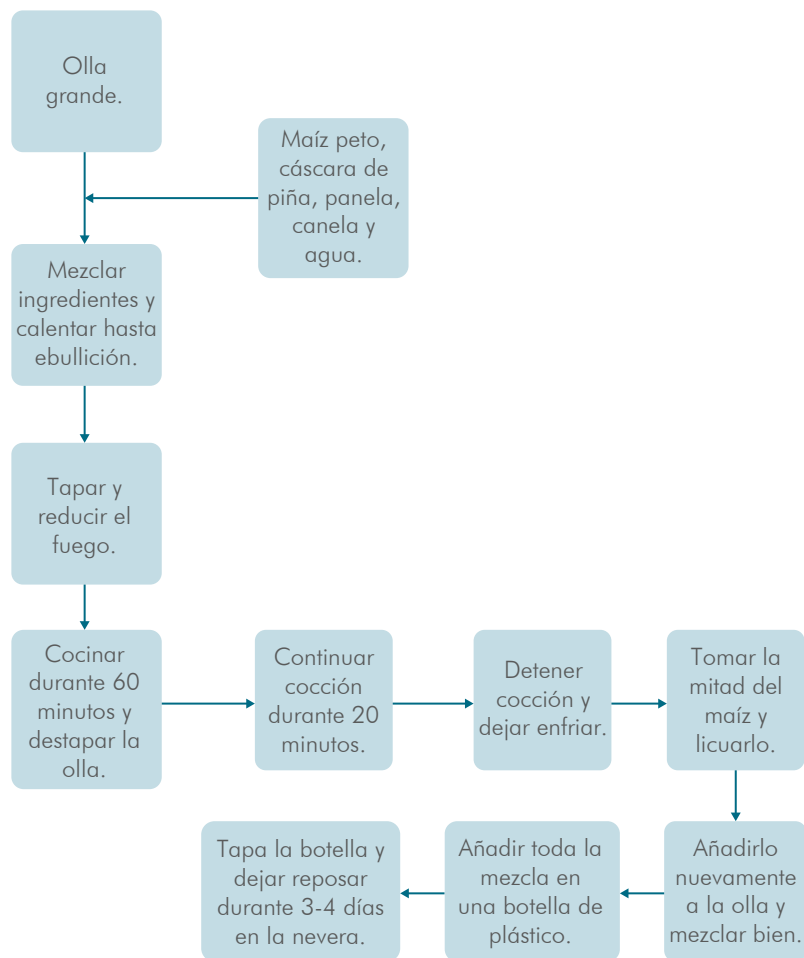 Olla
grande.
Maíz peto,
cáscara de
piña, panela,
canela y
agua.
Mezclar
ingredientes y
calentar hasta
ebullición.
Tapar y
reducir el
fuego.
Cocinar
durante 60
minutos y
destapar la
olla.
Continuar
cocción
durante 20
minutos.
Detener
cocción y
dejar enfriar.
Tomar la
mitad del
maíz y
licuarlo.
Añadirlo
nuevamente
a la olla y
mezclar bien.
Añadir toda la
mezcla en
una botella de
plástico.
Tapa la botella y
dejar reposar
durante 3-4 días
en la nevera.